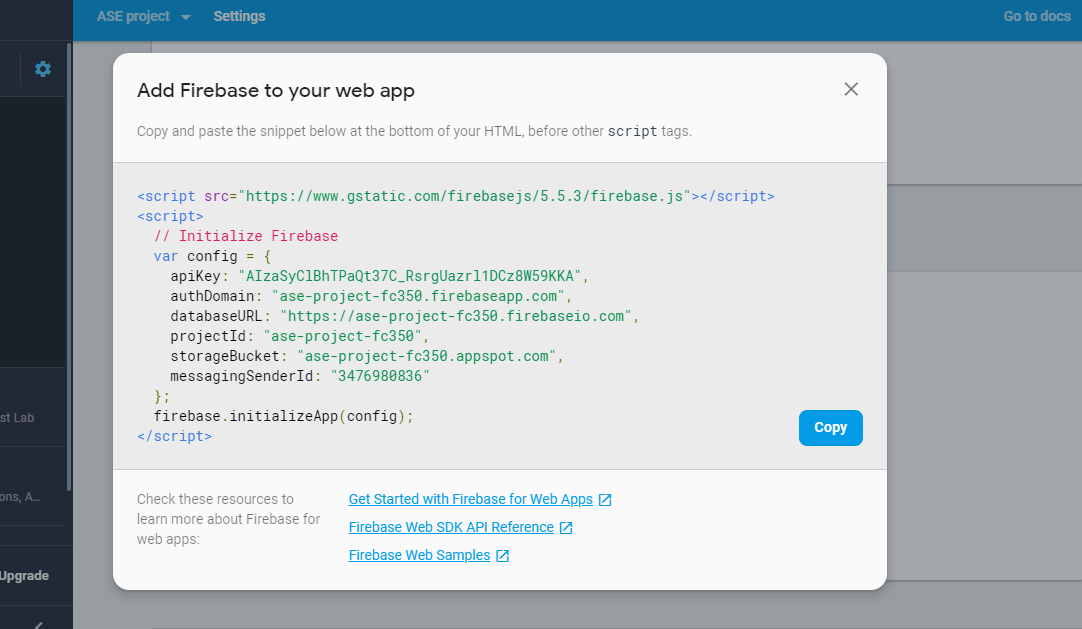 ASE project Settings Go to docs
Add Firebase to your web app
Copy and paste the snippet below at the bottom of your HTML, before other script tags.
<script src="https://www.gstatic.com/firebasejs/5.5.3/firebase.js"></script>
<script>
// Initialize Firebase
var config = {
apiKey: "AIzaSyClBhTPaQt37C_RsrgUazrl1DCz8W59KKA",
authDomain: "ase-project-fc350.firebaseapp.com",
databaseURL: "https://ase-project-fc350.firebaseio.com",
projectId: "ase-project-fc350",
storageBucket: "ase-project-fc350.appspot.com",
messagingSenderId: "3476980836"
};
firebase.initializeApp(config);
</script>
Copy
st Lab
ons, A...
Upgrade
Check these resources to
learn more about Firebase for
web apps:
Get Started with Firebase for Web Apps
Firebase Web SDK API Reference
Firebase Web Samples